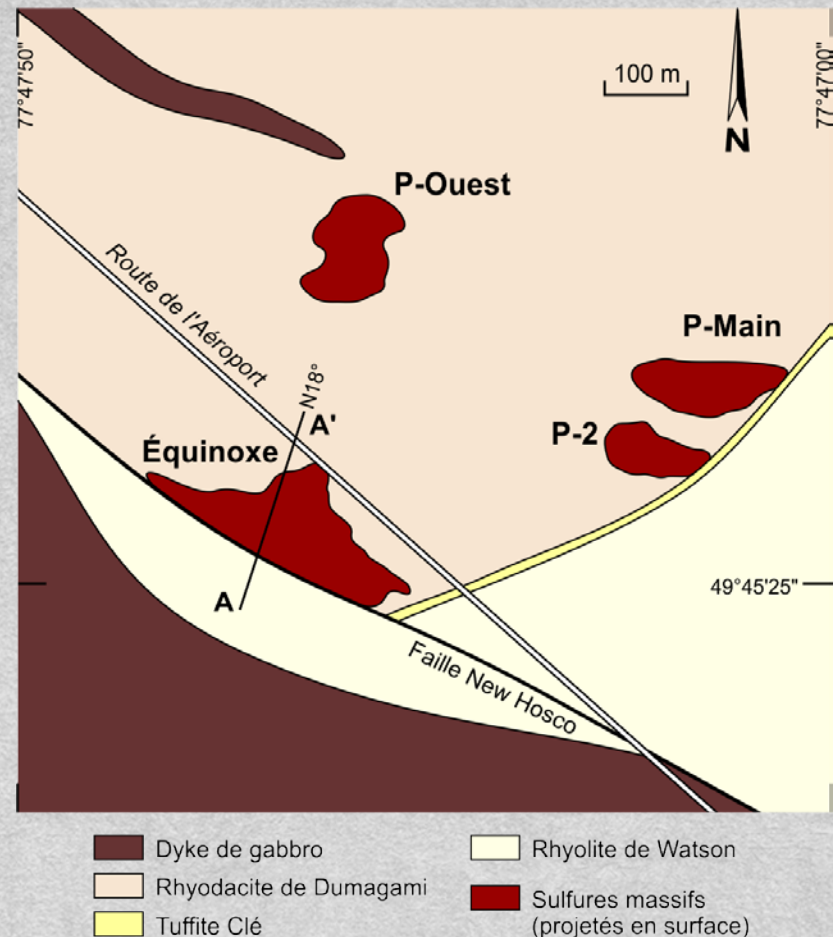 77°47'50"
100 m
77°47'00"
N
P-Ouest
Route de l'Aéroport
P-Main
N18°
A'
P-2
Équinoxe
A
49°45'25"
Faille New Hosco
Dyke de gabbro
Rhyodacite de Dumagami
Tuffite Clé
Rhyolite de Watson
Sulfures massifs
(projetés en surface)